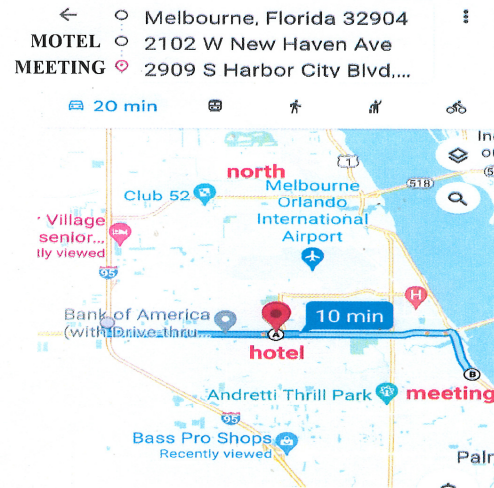 Melbourne, Florida 32904
MOTEL 2102 W New Haven Ave
MEETING 2909 S Harbor City Blvd,...
20 min
north
1
518
Club 52
Melbourne
Orlando
International
Airport
Village
senior...
tly viewed
95
H
Bank of America
(with Drive-thru...
10 min
A
hotel
B
meeting
Andretti Thrill Park
95
Bass Pro Shops
Recently viewed
Palr